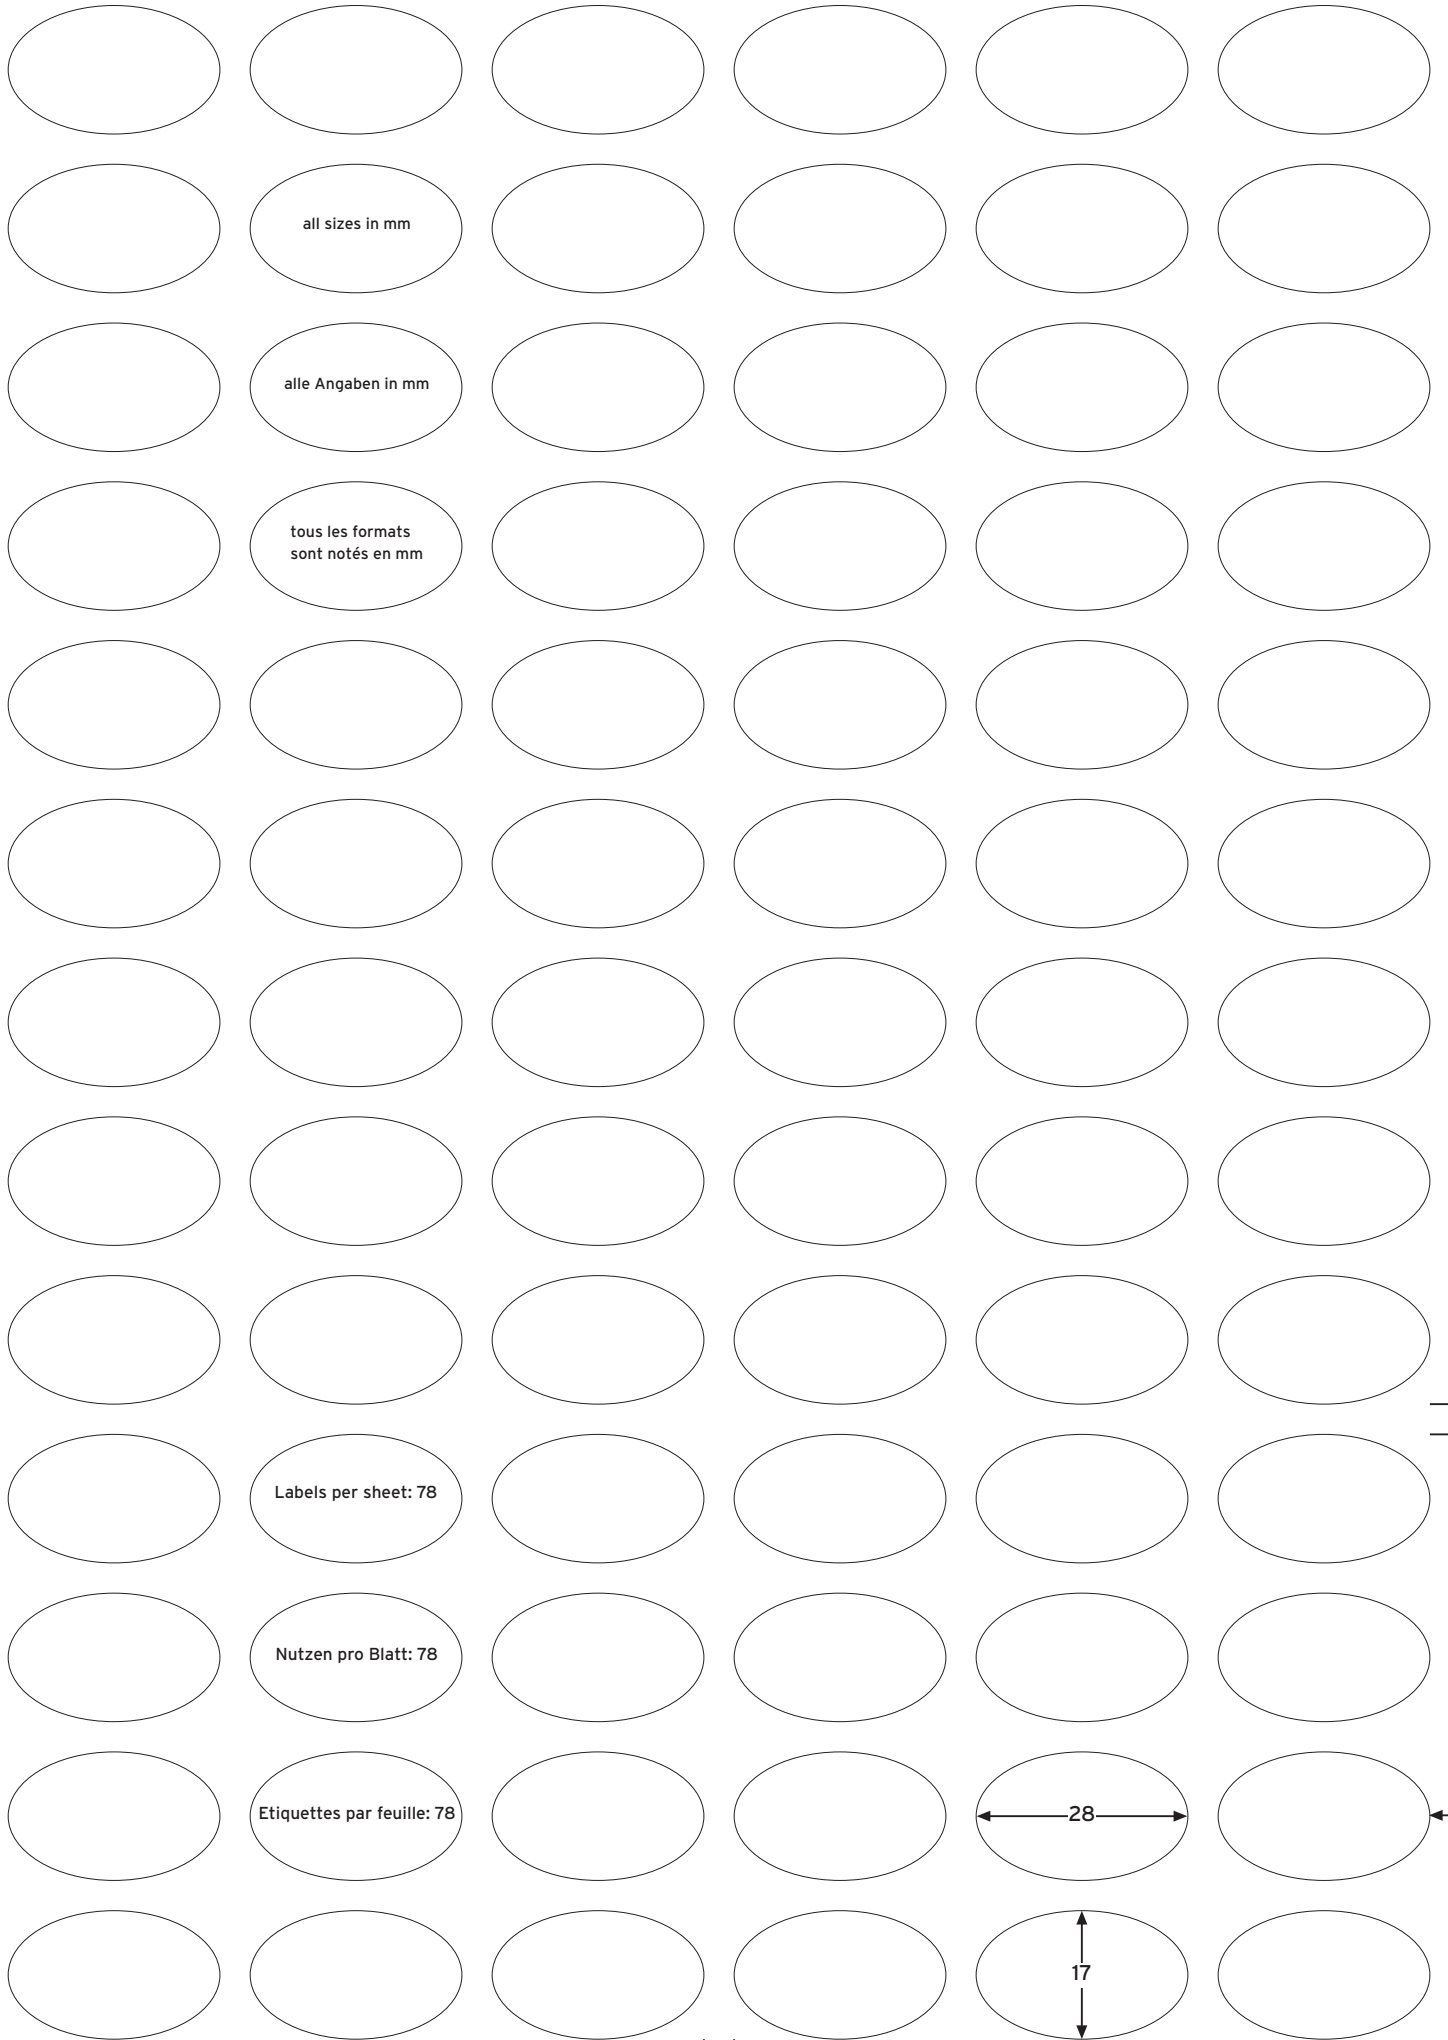 all sizes in mm
alle Angaben in mm
tous les formats
sont notés en mm
Labels per sheet: 78
Nutzen pro Blatt: 78
Etiquettes par feuille: 78
28
17